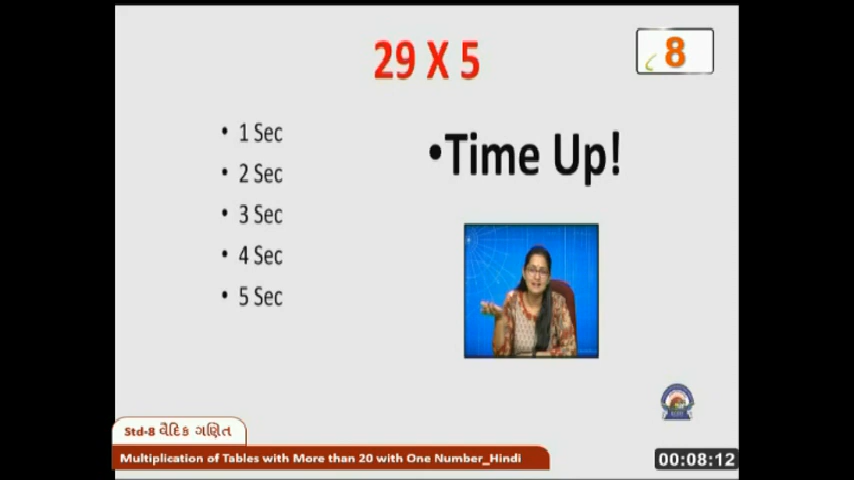 29 X 5
8
• 1 Sec
• 2 Sec
• 3 Sec
• 4 Sec
• 5 Sec
•Time Up!
Std-8 વૈદિક ગણિત
Multiplication of Tables with More than 20 with One Number_Hindi
00:08:12